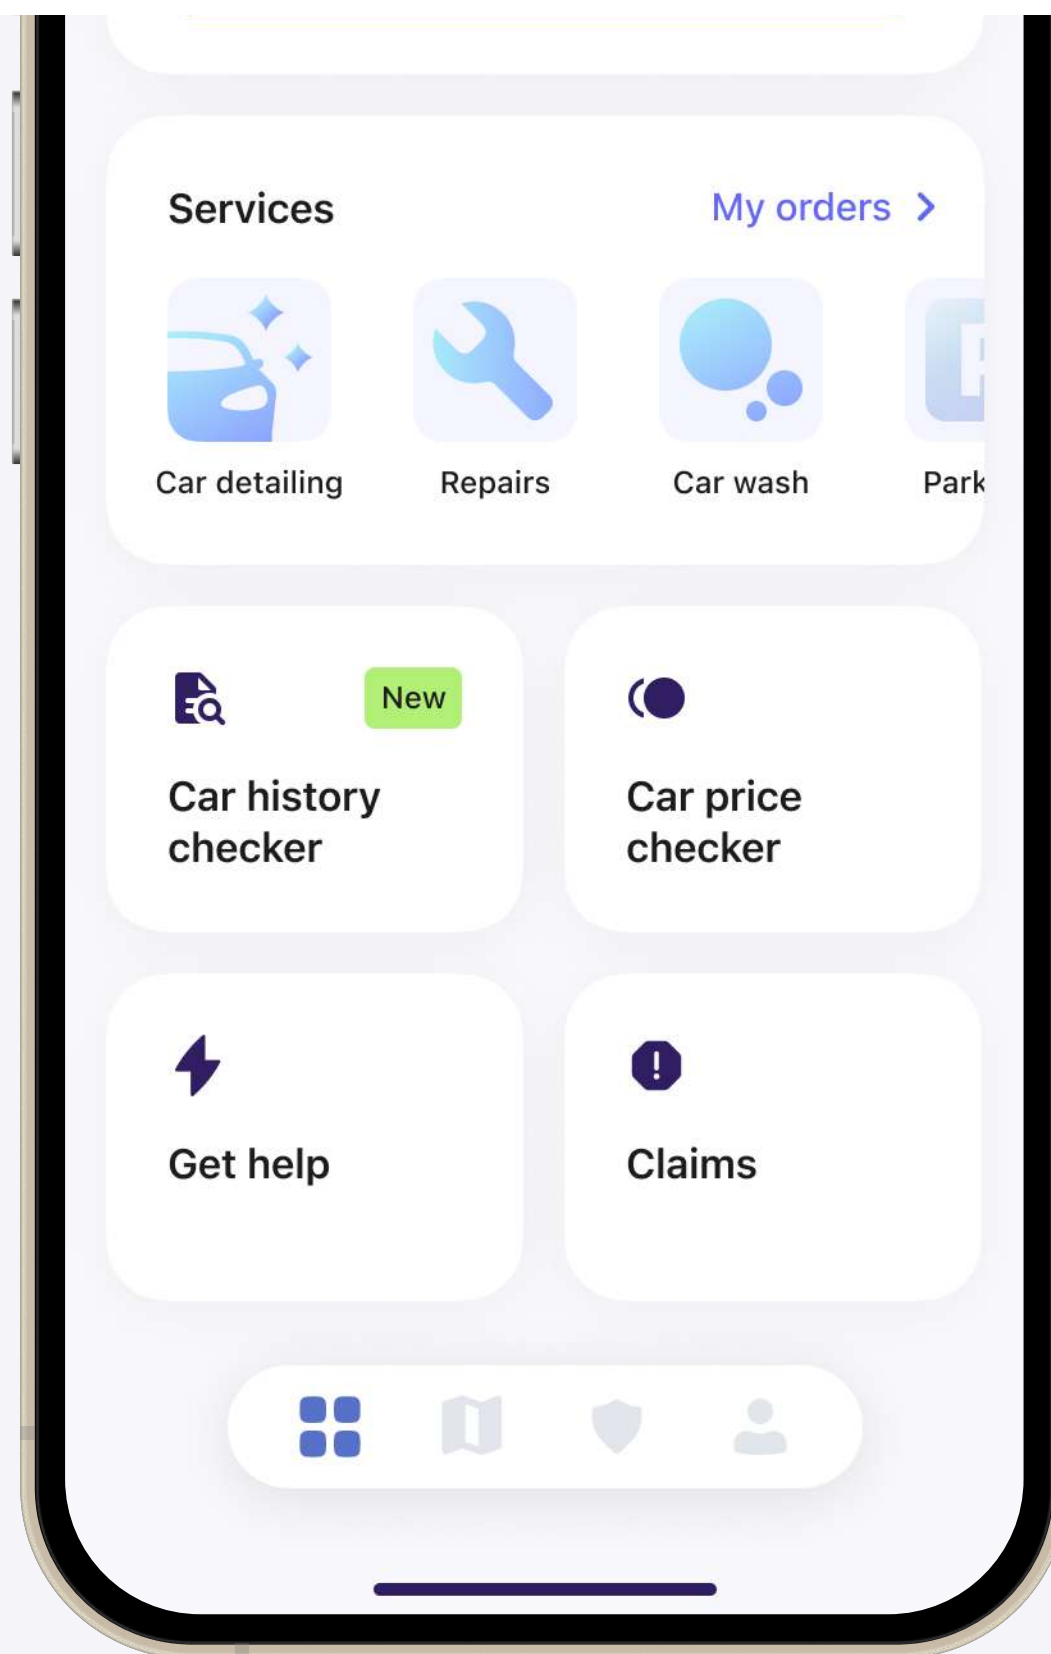 Services
My orders
Car detailing
Repairs
Car wash
Park
New
Car history
checker
Car price
checker
Get help
Claims